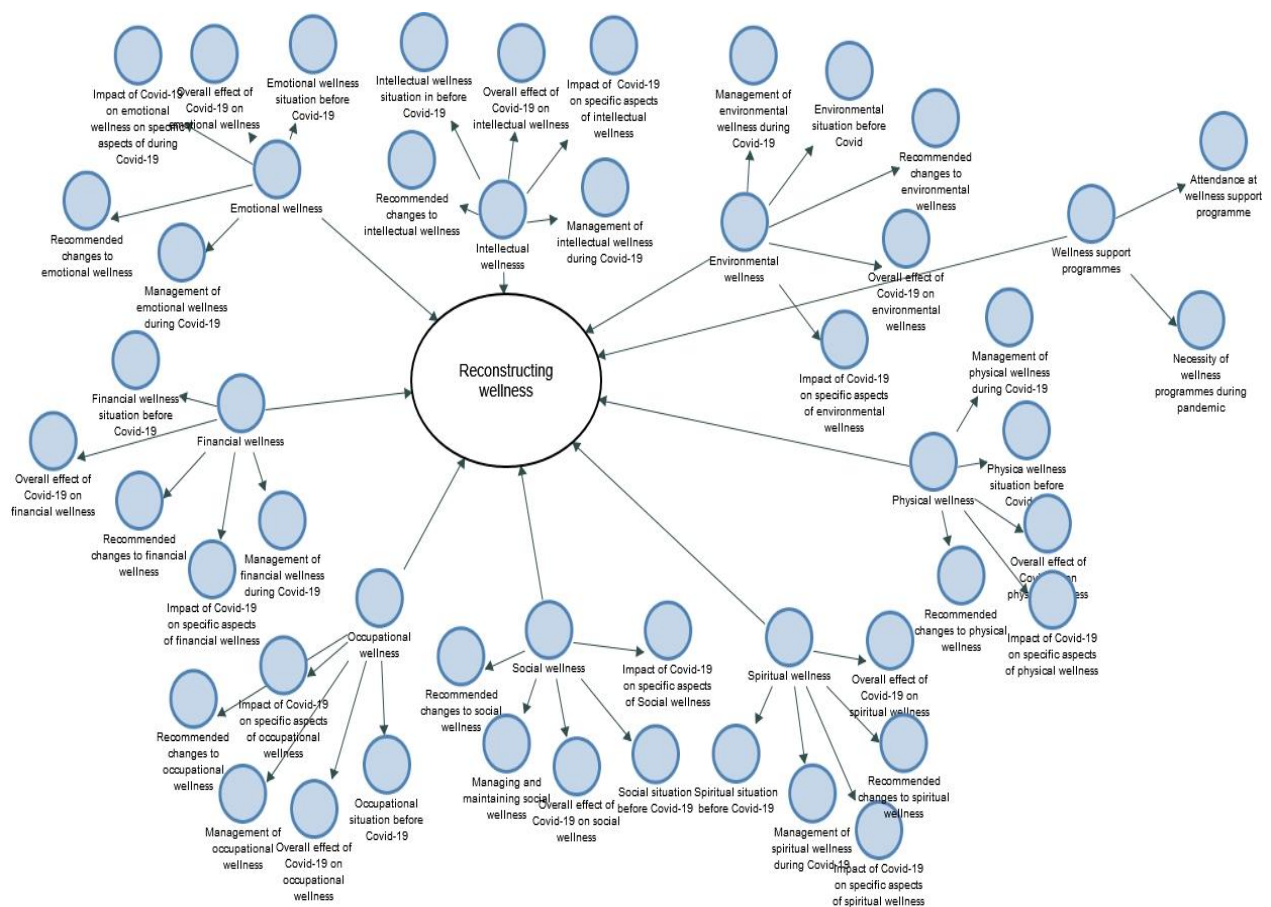 Impact of Covid-19
on emotional
wellness on specific
aspects of during
Covid-19
Overall effect of
Covid-19 on
emotional wellness
Emotional wellness
situation before
Covid-19
Recommended
changes to
emotional wellness
Emotional wellness
Management of
emotional wellness
during Covid-19
Intellectual wellness
situation in before
Covid-19
Overall effect of
Covid-19 on
intellectual wellness
Impact of Covid-19
on specific aspects
of intellectual
wellness
Recommended
changes to
intellectual wellness
Intellectual
wellnesss
Management of
intellectual wellness
during Covid-19
Management of
environmental
wellness during
Covid-19
Environmental
situation before
Covid
Recommended
changes to
environmental
wellness
Environmental
wellness
Overall effect of
Covid-19 on
environmental
wellness
Impact of Covid-19
on specific aspects
of environmental
wellness
Attendance at
wellness support
programme
Wellness support
programmes
Necessity of
wellness
programmes during
pandemic
Reconstructing
wellness
Financial wellness
situation before
Covid-19
Financial wellness
Overall effect of
Covid-19 on
financial wellness
Recommended
changes to financial
wellness
Impact of Covid-19
on specific aspects
of financial wellness
Management of
financial wellness
during Covid-19
Management of
physical wellness
during Covid-19
Physica wellness
situation before
Covid
Physical wellness
Overall effect of
Covid-19 on
physical wellness
Recommended
changes to physical
wellness
Impact of Covid-19
on specific aspects
of physical wellness
Occupational
wellness
Impact of Covid-19
on specific aspects
of occupational
wellness
Recommended
changes to
occupational
wellness
Management of
occupational
wellness
Overall effect of
Covid-19 on
occupational
wellness
Occupational
situation before
Covid-19
Social wellness
Recommended
changes to social
wellness
Impact of Covid-19
on specific aspects
of Social wellness
Managing and
maintaining social
wellness
Overall effect of
Covid-19 on social
wellness
Social situation
before Covid-19
Spiritual wellness
Spiritual situation
before Covid-19
Overall effect of
Covid-19 on
spiritual wellness
Recommended
changes to spiritual
wellness
Management of
spiritual wellness
during Covid-19
Impact of Covid-19
on specific aspects
of spiritual wellness